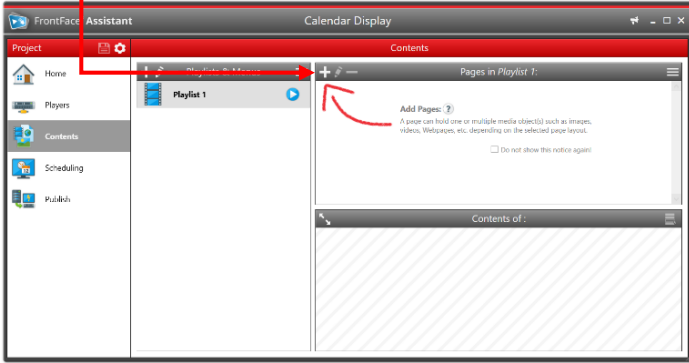 FrontFace Assistant
Calendar Display
Project
Contents
Home
Playlists & Menus
Pages in Playlist 1:
Playlist 1
Players
Add Pages: ?
A page can hold one or multiple media object(s) such as images,
videos, Webpages, etc. depending on the selected page layout.
Contents
Do not show this notice again!
Scheduling
Publish
Contents of :